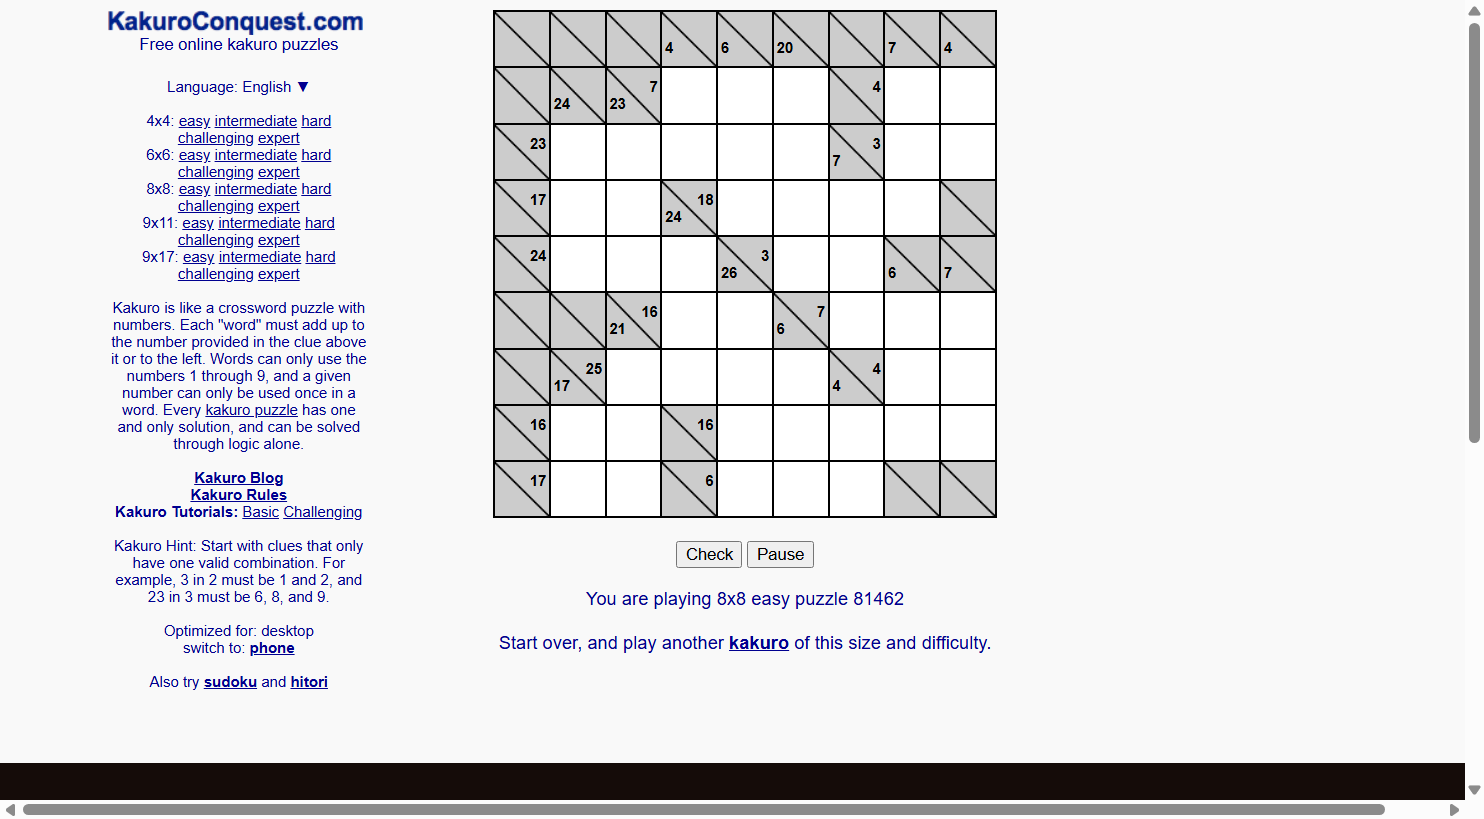 KakuroConquest.com
Free online kakuro puzzles
Language: English ▼
4x4: easy intermediate hard
challenging expert
6x6: easy intermediate hard
challenging expert
8x8: easy intermediate hard
challenging expert
9x11: easy intermediate hard
challenging expert
9x17: easy intermediate hard
challenging expert
Kakuro is like a crossword puzzle with
numbers. Each "word" must add up to
the number provided in the clue above
it or to the left. Words can only use the
numbers 1 through 9, and a given
number can only be used once in a
word. Every kakuro puzzle has one
and only solution, and can be solved
through logic alone.
Kakuro Blog
Kakuro Rules
Kakuro Tutorials: Basic Challenging
Kakuro Hint: Start with clues that only
have one valid combination. For
example, 3 in 2 must be 1 and 2, and
23 in 3 must be 6, 8, and 9.
Optimized for: desktop
switch to: phone
Also try sudoku and hitori
4 6 20 7 4
24 23 7 4
23 7 3
17 24 18
24 26 3 6 7
21 16 6 7
17 25 4 4
16 16
17 6
Check Pause
You are playing 8x8 easy puzzle 81462
Start over, and play another kakuro of this size and difficulty.